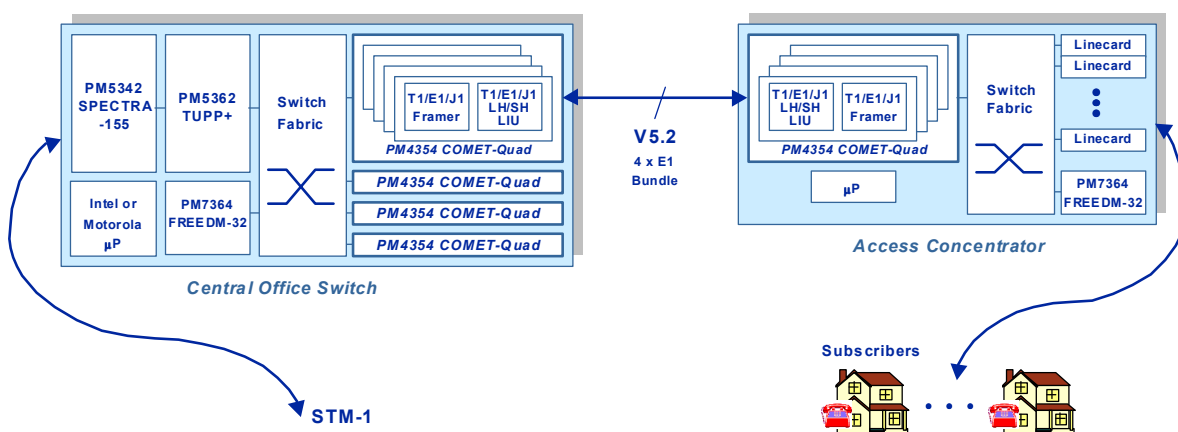 PM5342
SPECTRA
-155
PM5362
TUPP+
Switch
Fabric
T1/E1/J1
Framer
T1/E1/J1
LH/SH
LIU
PM4354 COMET-Quad
PM4354 COMET-Quad
PM4354 COMET-Quad
PM4354 COMET-Quad
Intel or
Motorola
µP
PM7364
FREEDM-32
Central Office Switch
STM-1
V5.2
4 x E1
Bundle
T1/E1/J1
LH/SH
LIU
T1/E1/J1
Framer
PM4354 COMET-Quad
µP
Switch
Fabric
Linecard
Linecard
Linecard
PM7364
FREEDM-32
Access Concentrator
Subscribers